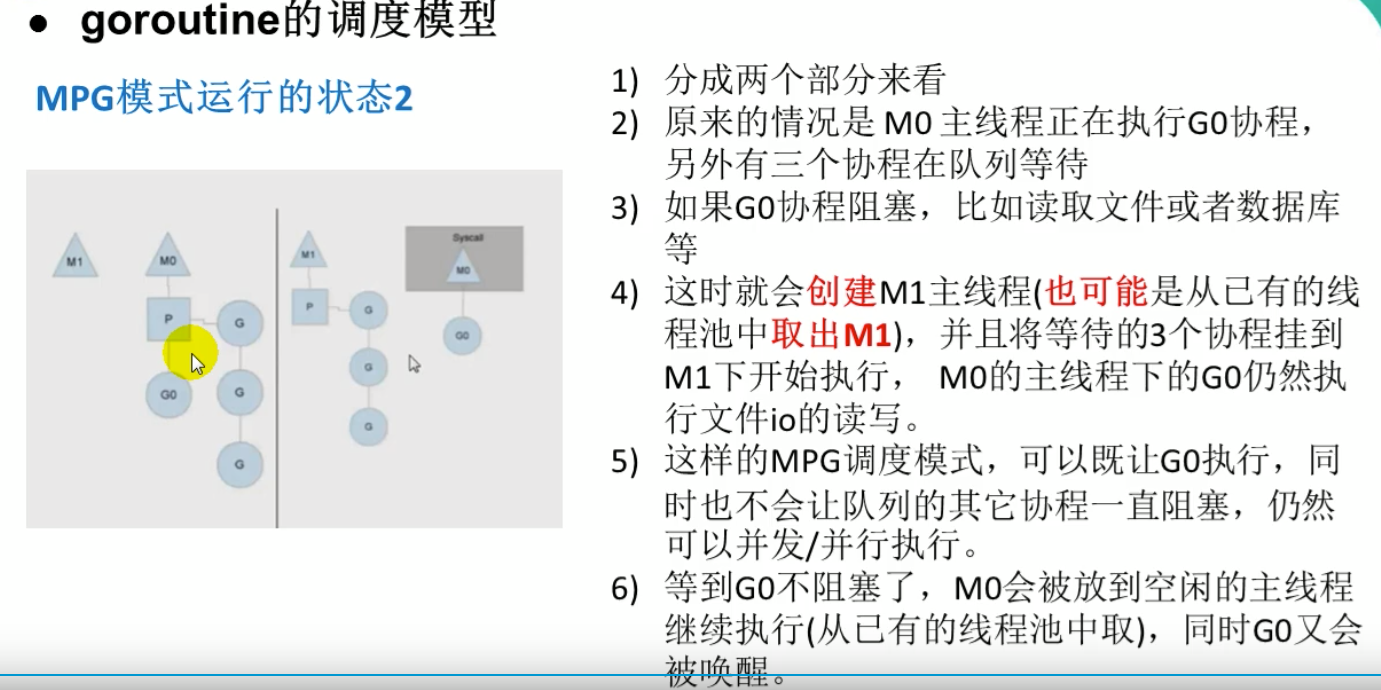 ● goroutine的调度模型
MPG模式运行的状态2
M1
M0
P
G
G0
G
G
M1
P
G
G
G
Syscall
M0
G0
1) 分成两个部分来看
2) 原来的情况是 M0 主线程正在执行G0协程，
另外有三个协程在队列等待
3) 如果G0协程阻塞，比如读取文件或者数据库
等
4) 这时就会创建M1主线程(也可能是从已有的线
程池中取出M1)，并且将等待的3个协程挂到
M1下开始执行， M0的主线程下的G0仍然执
行文件io的读写。
5) 这样的MPG调度模式，可以既让G0执行，同
时也不会让队列的其它协程一直阻塞，仍然
可以并发/并行执行。
6) 等到G0不阻塞了，M0会被放到空闲的主线程
继续执行(从已有的线程池中取)，同时G0又会
被唤醒。